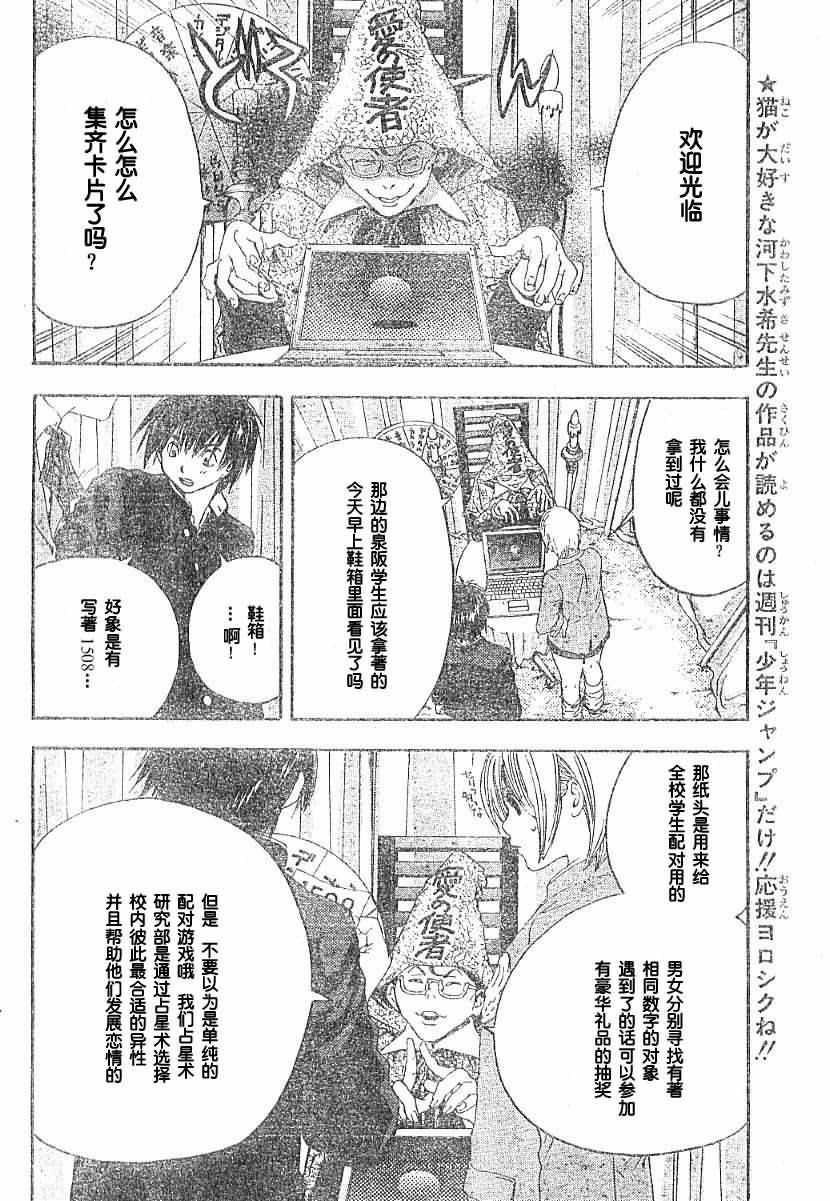 欢迎光临
怎么怎么
集齐卡片了吗？
愛の使者
デジタル
怎么会儿事情？
我什么都没有
拿到过呢
那边的泉阪学生应该拿著的
今天早上鞋箱里面看见了吗
愛の使者
鞋箱！
…啊！
好象是有
写著1508…
那纸头是用来给
全校学生配对用的
男女分别寻找有著
相同数字的对象
遇到了的话可以参加
有豪华礼品的抽奖
愛の使者
但是 不要以为是单纯的
配对游戏哦 我们占星术
研究部是通过占星术选择
校内彼此最合适的异性
并且帮助他们发展恋情的
★猫が大好きな河下水希先生の作品が読めるのは週刊『少年ジャンプ』だけ!!応援ヨロシクね!!